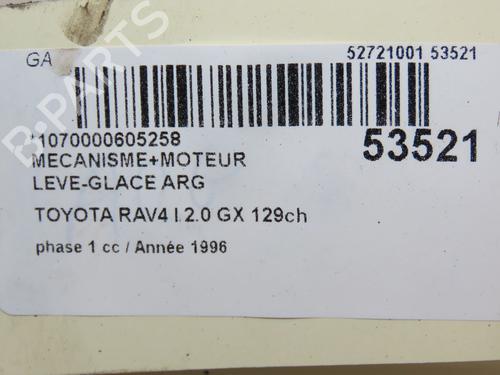 GA
52721001 53521
B-PARTS
*1070000605258
53521
MECANISME+MOTEUR
LEVE-GLACE ARG
TOYOTA RAV4 I 2.0 GX 129ch
phase 1 cc / Année 1996